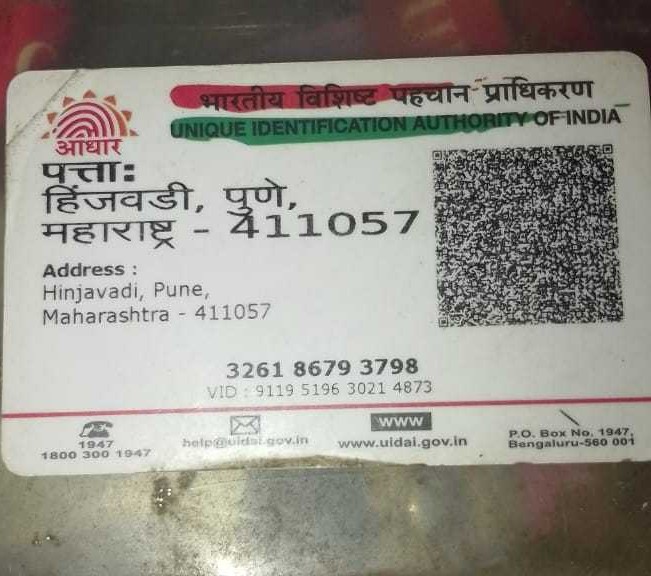 भारतीय विशिष्ट पहचान प्राधिकरण
UNIQUE IDENTIFICATION AUTHORITY OF INDIA
आधार
पत्ताः
हिंजवडी, पुणे,
महाराष्ट्र - 411057
Address :
Hinjavadi, Pune,
Maharashtra - 411057
3261 8679 3798
VID : 9119 5196 3021 4873
1947
1800 300 1947
help@uidai.gov.in
www
www.uidai.gov.in
P.O. Box No. 1947,
Bengaluru-560 001